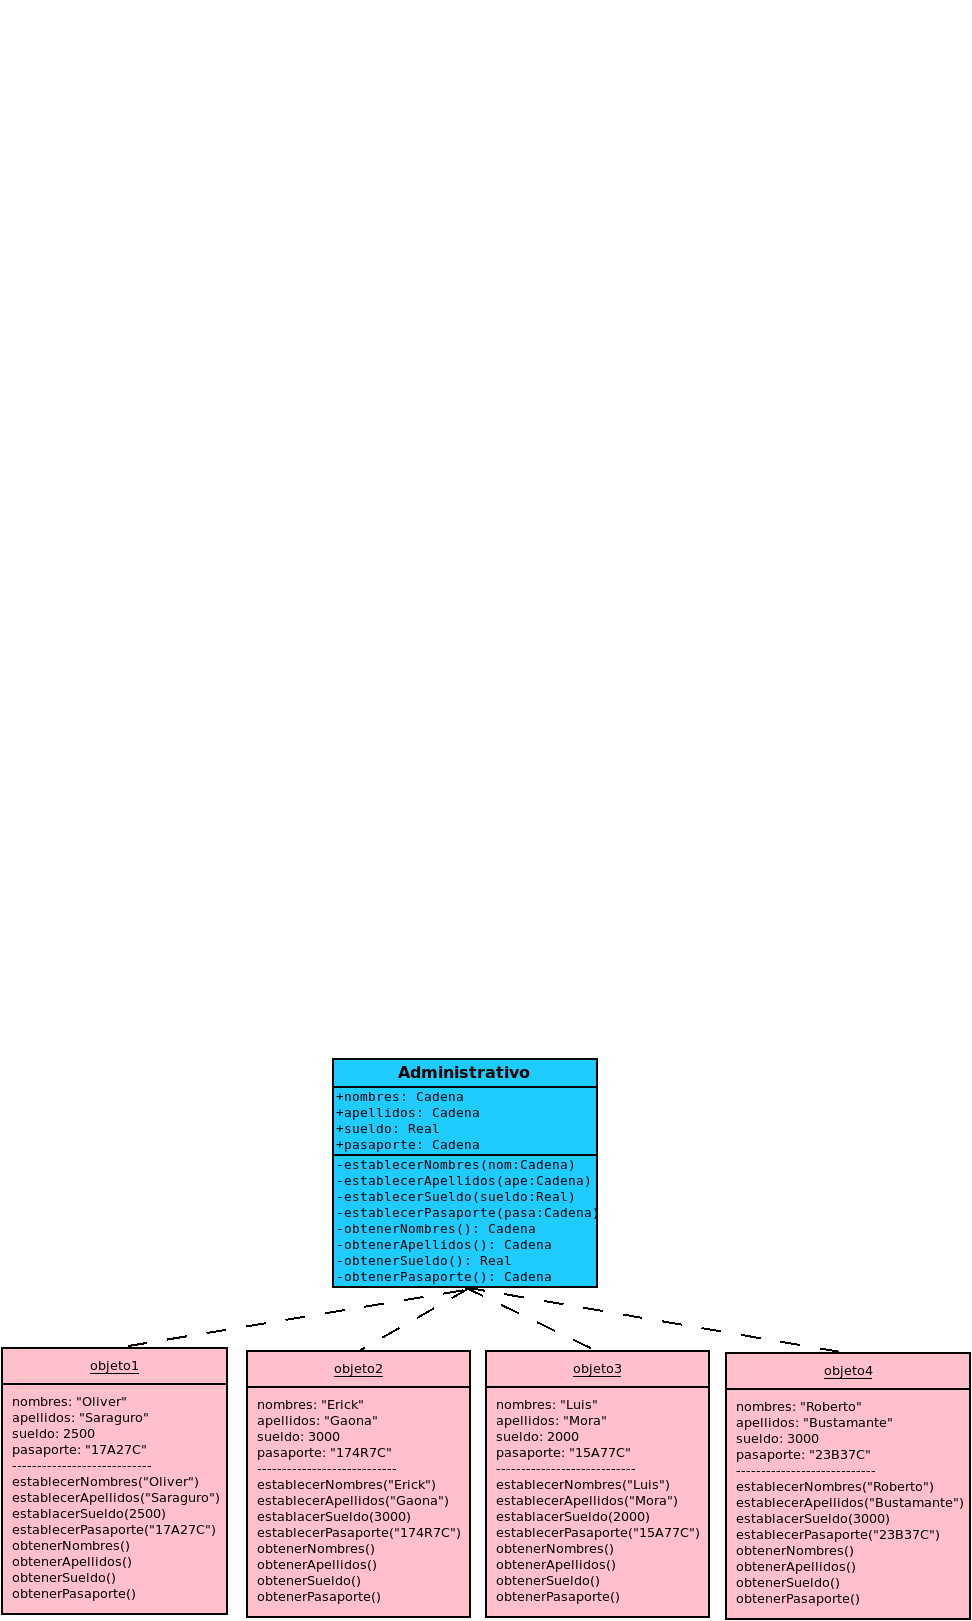 Administrativo
+nombres: Cadena
+apellidos: Cadena
+sueldo: Real
+pasaporte: Cadena
-establecerNombres(nom:Cadena)
-establecerApellidos(ape:Cadena)
-establecerSueldo(sueldo:Real)
-establecerPasaporte(pasa:Cadena)
-obtenerNombres(): Cadena
-obtenerApellidos(): Cadena
-obtenerSueldo(): Real
-obtenerPasaporte(): Cadena
objeto1
nombres: "Oliver"
apellidos: "Saraguro"
sueldo: 2500
pasaporte: "17A27C"
----------------------------
establecerNombres("Oliver")
establecerApellidos("Saraguro")
establacerSueldo(2500)
establecerPasaporte("17A27C")
obtenerNombres()
obtenerApellidos()
obtenerSueldo()
obtenerPasaporte()
objeto2
nombres: "Erick"
apellidos: "Gaona"
sueldo: 3000
pasaporte: "174R7C"
----------------------------
establecerNombres("Erick")
establecerApellidos("Gaona")
establacerSueldo(3000)
establecerPasaporte("174R7C")
obtenerNombres()
obtenerApellidos()
obtenerSueldo()
obtenerPasaporte()
objeto3
nombres: "Luis"
apellidos: "Mora"
sueldo: 2000
pasaporte: "15A77C"
----------------------------
establecerNombres("Luis")
establecerApellidos("Mora")
establacerSueldo(2000)
establecerPasaporte("15A77C")
obtenerNombres()
obtenerApellidos()
obtenerSueldo()
obtenerPasaporte()
objeto4
nombres: "Roberto"
apellidos: "Bustamante"
sueldo: 3000
pasaporte: "23B37C"
----------------------------
establecerNombres("Roberto")
establecerApellidos("Bustamante")
establacerSueldo(3000)
establecerPasaporte("23B37C")
obtenerNombres()
obtenerApellidos()
obtenerSueldo()
obtenerPasaporte()